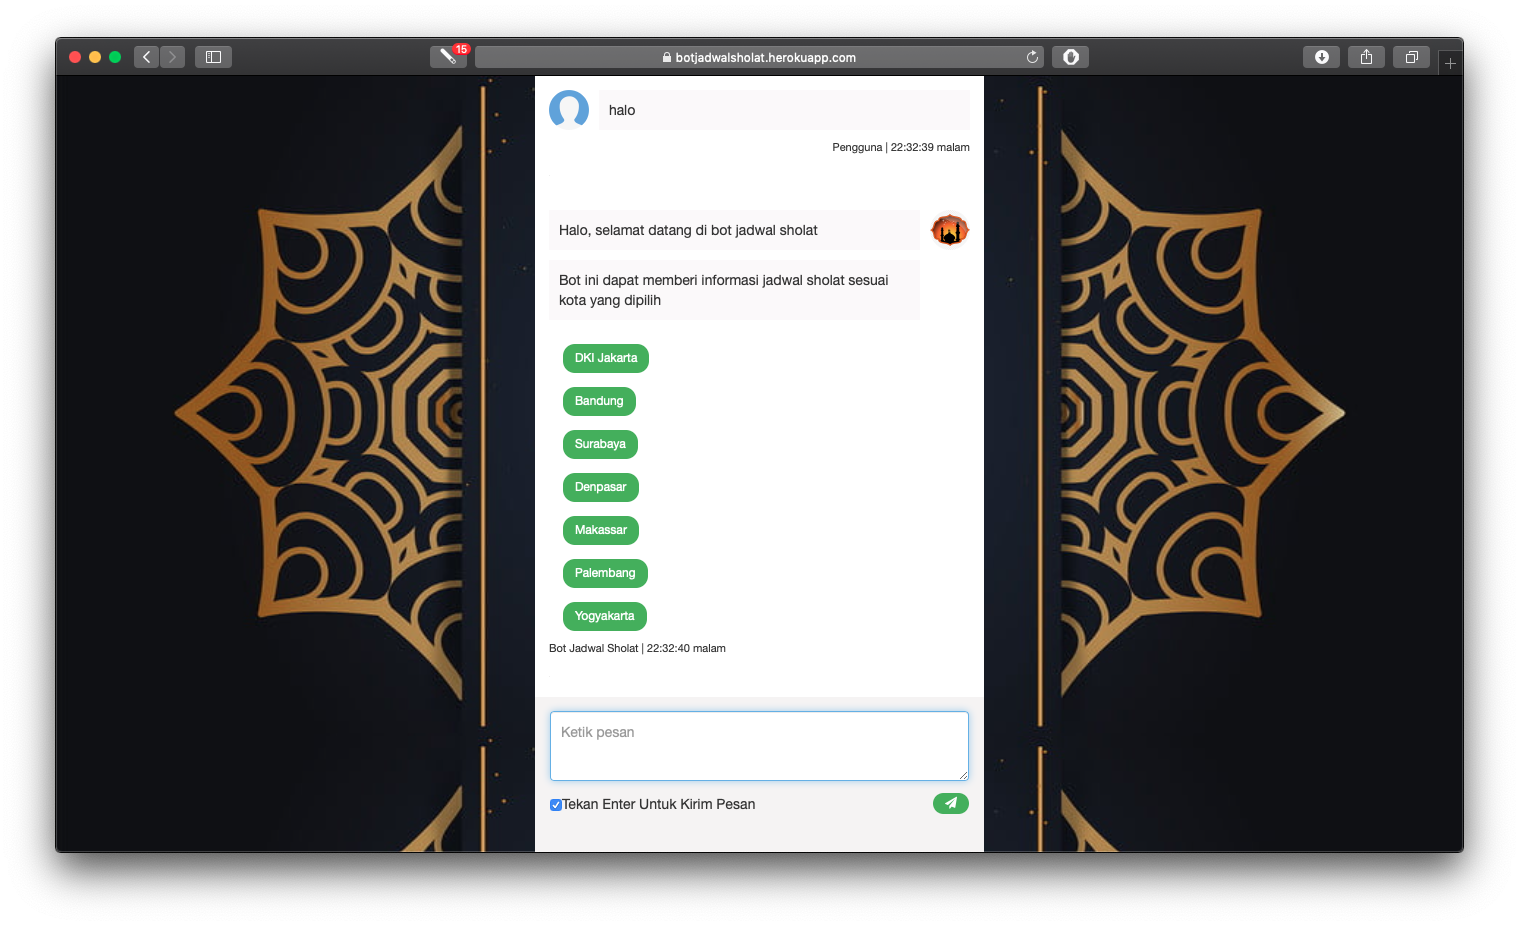 15
botjadwalsholat.herokuapp.com
halo
Pengguna | 22:32:39 malam
Halo, selamat datang di bot jadwal sholat
Bot ini dapat memberi informasi jadwal sholat sesuai
kota yang dipilih
DKI Jakarta
Bandung
Surabaya
Denpasar
Makassar
Palembang
Yogyakarta
Bot Jadwal Sholat | 22:32:40 malam
Ketik pesan
Tekan Enter Untuk Kirim Pesan